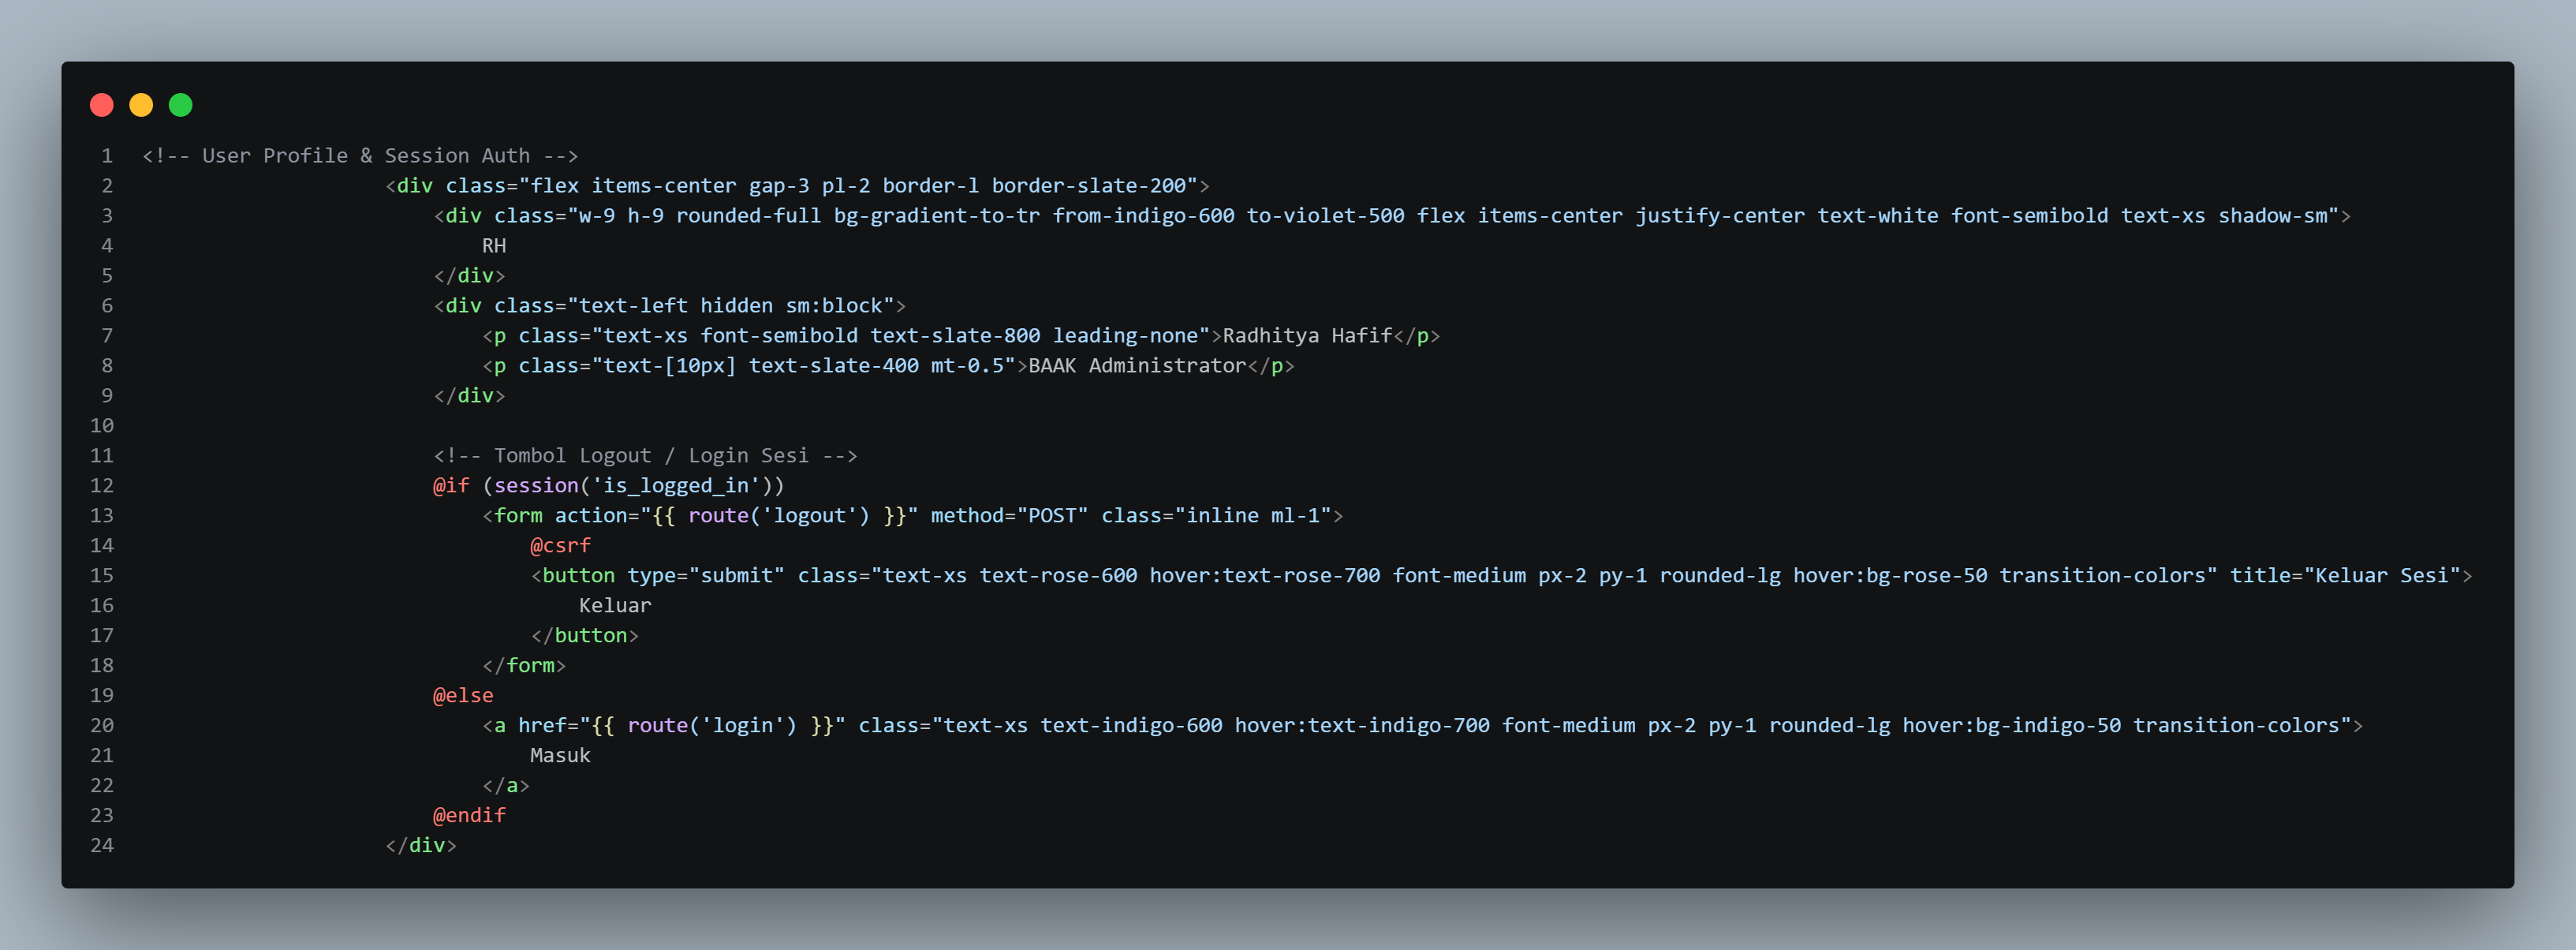 1 <!-- User Profile & Session Auth -->
2 <div class="flex items-center gap-3 pl-2 border-l border-slate-200">
3 <div class="w-9 h-9 rounded-full bg-gradient-to-tr from-indigo-600 to-violet-500 flex items-center justify-center text-white font-semibold text-xs shadow-sm">
4 RH
5 </div>
6 <div class="text-left hidden sm:block">
7 <p class="text-xs font-semibold text-slate-800 leading-none">Radhitya Hafif</p>
8 <p class="text-[10px] text-slate-400 mt-0.5">BAAK Administrator</p>
9 </div>
10
11 <!-- Tombol Logout / Login Sesi -->
12 @if (session('is_logged_in'))
13 <form action="{{ route('logout') }}" method="POST" class="inline ml-1">
14 @csrf
15 <button type="submit" class="text-xs text-rose-600 hover:text-rose-700 font-medium px-2 py-1 rounded-lg hover:bg-rose-50 transition-colors" title="Keluar Sesi">
16 Keluar
17 </button>
18 </form>
19 @else
20 <a href="{{ route('login') }}" class="text-xs text-indigo-600 hover:text-indigo-700 font-medium px-2 py-1 rounded-lg hover:bg-indigo-50 transition-colors">
21 Masuk
22 </a>
23 @endif
24 </div>